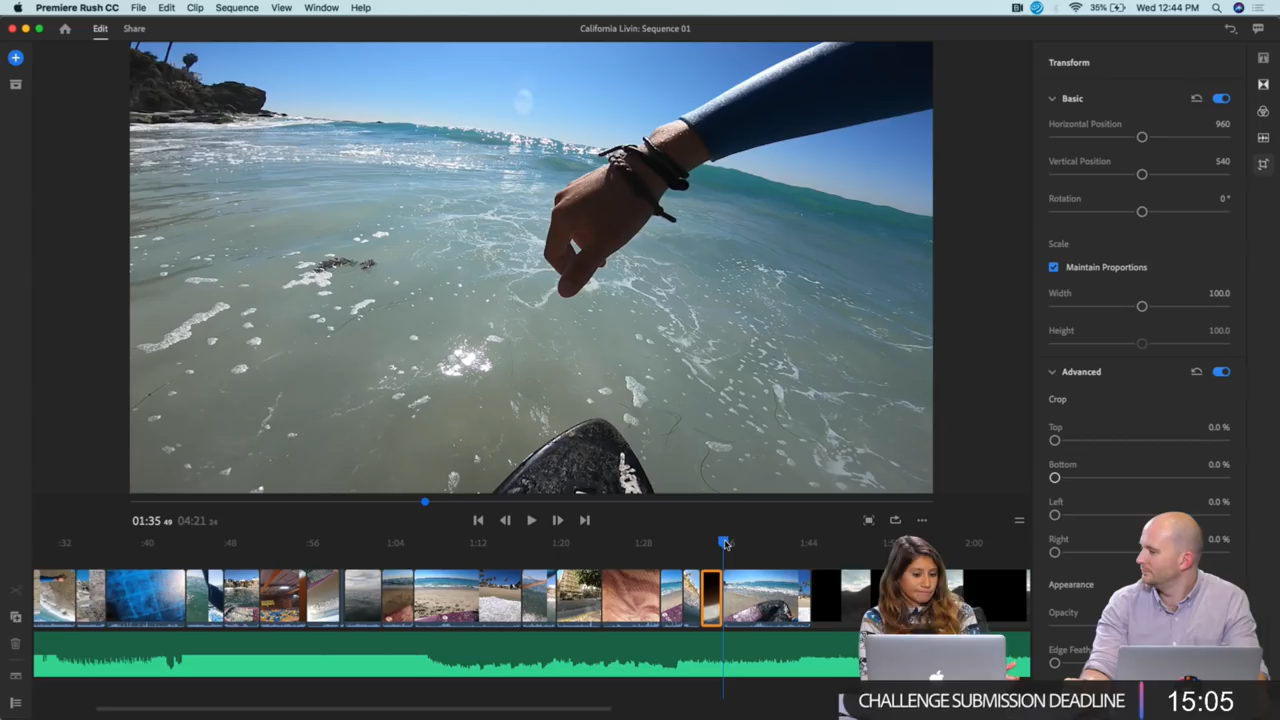 Premiere Rush CC File Edit Clip Sequence View Window Help 35% Wed 12:44 PM
Edit Share California Livin: Sequence 01
Transform
Basic
Horizontal Position 960
Vertical Position 540
Rotation 0°
Scale
Maintain Proportions
Width 100.0
Height 100.0
Advanced
Crop
Top 0.0 %
Bottom 0.0 %
Left 0.0 %
Right 0.0 %
Appearance
Opacity
01:35 49 04:21 24
:32 :40 :48 :56 1:04 1:12 1:20 1:28 1:44 2:00
CHALLENGE SUBMISSION DEADLINE 15:05